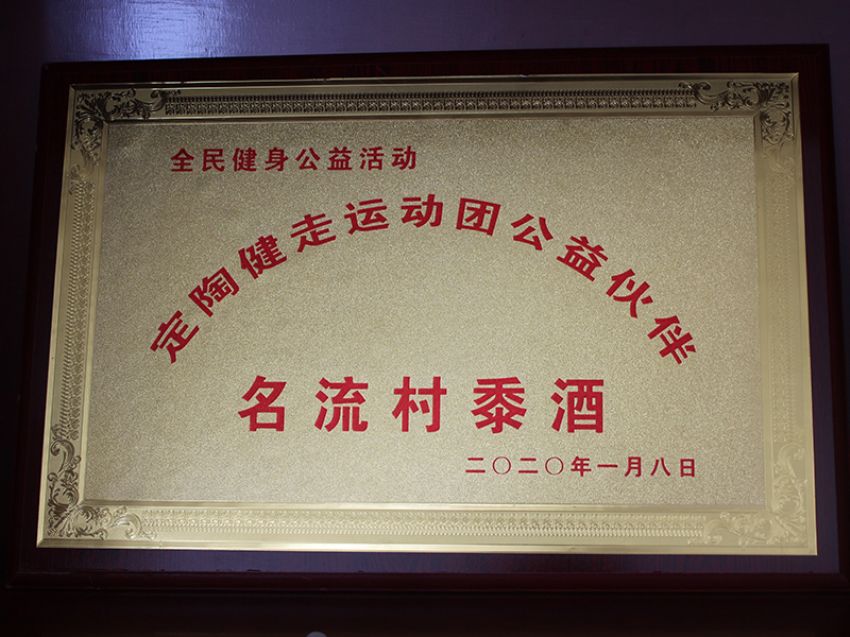 全民健身公益活动
定陶健走运动团公益伙伴
名流村黍酒
二〇二〇年一月八日